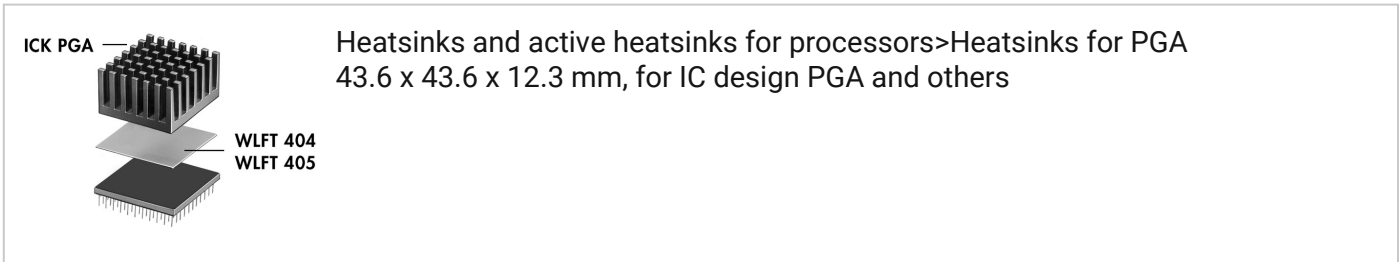 ICK PGA
Heatsinks and active heatsinks for processors>Heatsinks for PGA
43.6 x 43.6 x 12.3 mm, for IC design PGA and others
WLFT 404
WLFT 405